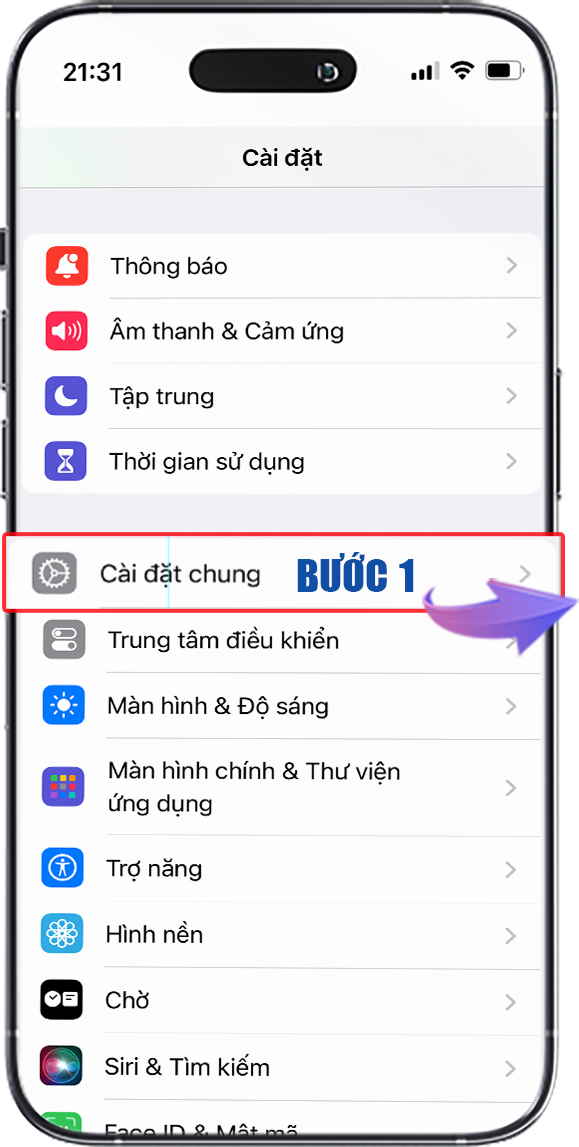 21:31
Cài đặt
Thông báo
Âm thanh & Cảm ứng
Tập trung
Thời gian sử dụng
Cài đặt chung
BƯỚC 1
Trung tâm điều khiển
Màn hình & Độ sáng
Màn hình chính & Thư viện
ứng dụng
Trợ năng
Hình nền
Chờ
Siri & Tìm kiếm
Face ID & Mật mã